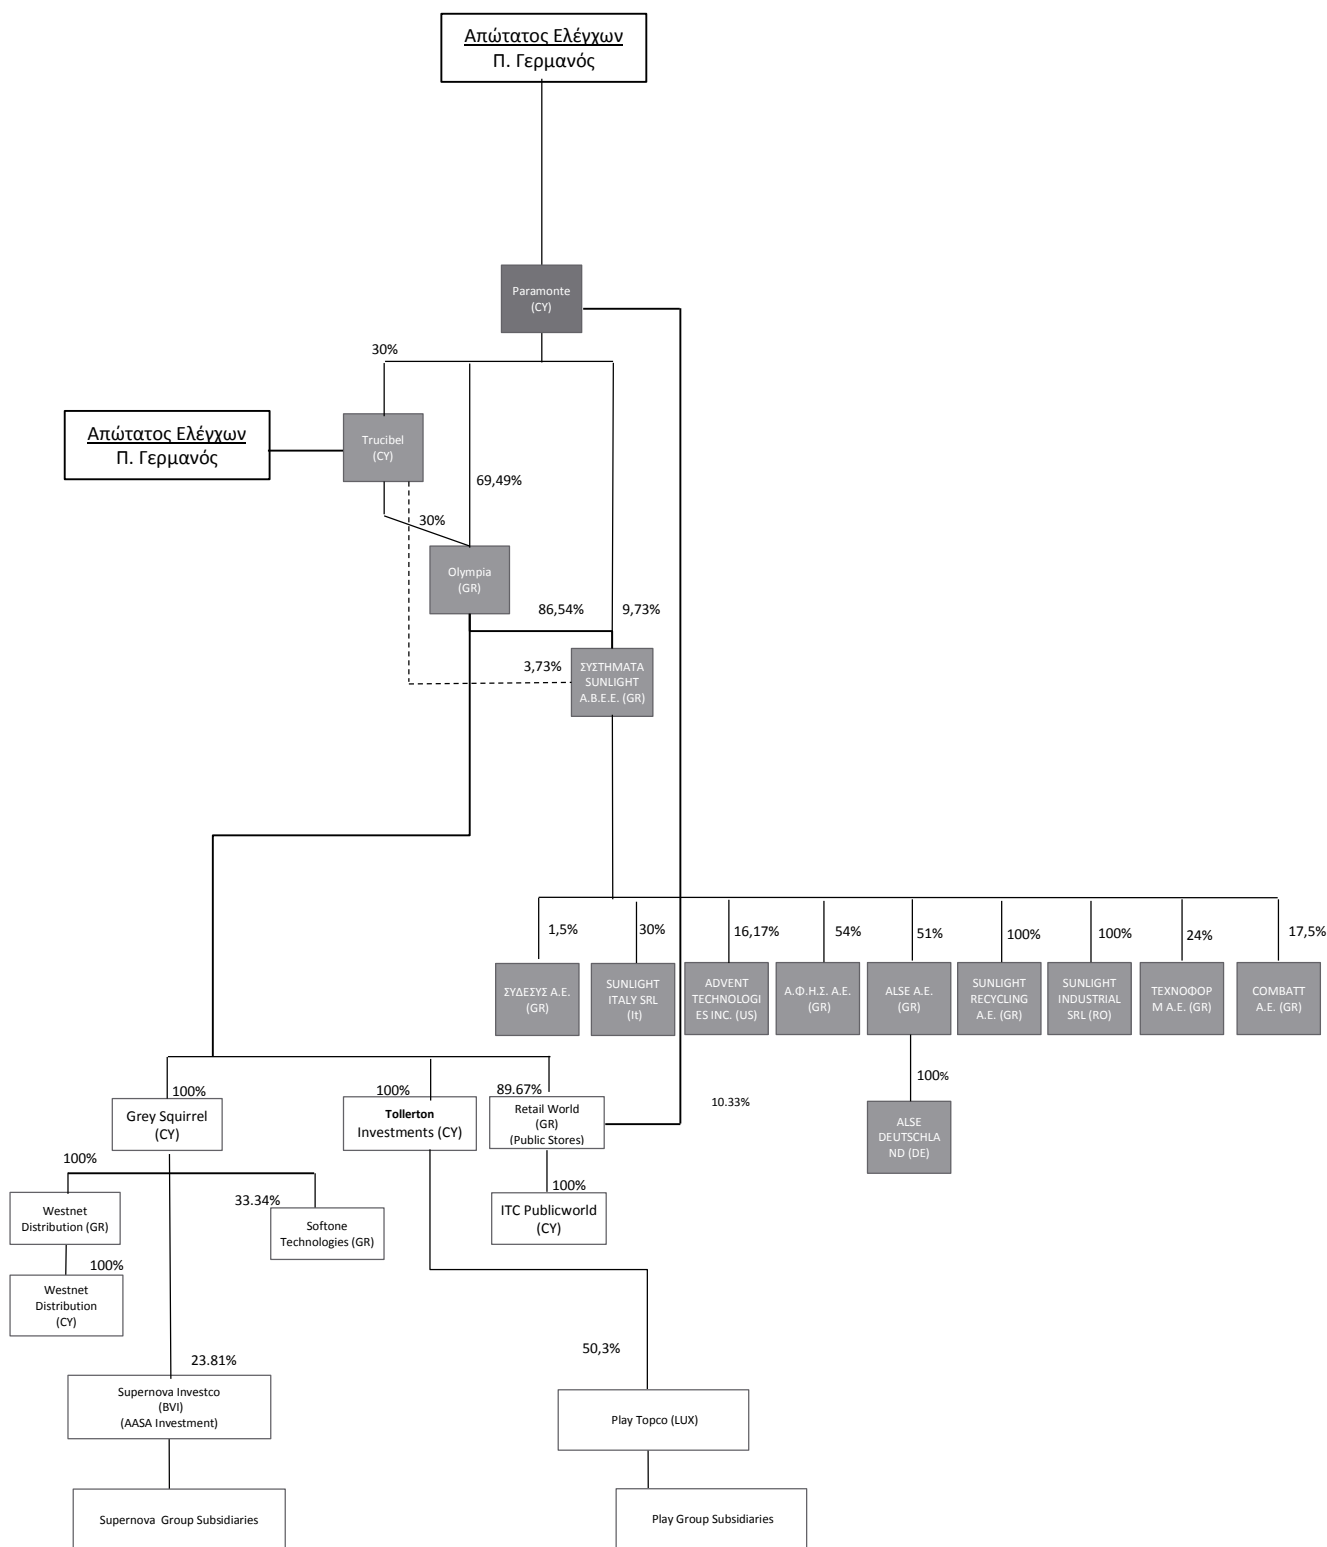 Απώτατος Ελέγχων
Π. Γερμανός
Paramonte
(CY)
30%
Απώτατος Ελέγχων
Π. Γερμανός
Trucibel
(CY)
69,49%
30%
Olympia
(GR)
86,54%
9,73%
3,73%
ΣΥΣΤΗΜΑΤΑ
SUNLIGHT
Α.Β.Ε.Ε. (GR)
1,5%
30%
16,17%
54%
51%
100%
100%
24%
17,5%
ΣΥΔΕΣΥΣ Α.Ε.
(GR)
SUNLIGHT
ITALY SRL
(It)
ADVENT
TECHNOLOGI
ES INC. (US)
Α.Φ.Η.Σ. Α.Ε.
(GR)
ALSE Α.Ε.
(GR)
SUNLIGHT
RECYCLING
Α.Ε. (GR)
SUNLIGHT
INDUSTRIAL
SRL (RO)
ΤΕΧΝΟΦΟΡ
Μ Α.Ε. (GR)
COMBATT
Α.Ε. (GR)
100%
ALSE
DEUTSCHLA
ND (DE)
100%
100%
89.67%
10.33%
Grey Squirrel
(CY)
Tollerton
Investments (CY)
Retail World
(GR)
(Public Stores)
100%
33.34%
100%
Westnet
Distribution (GR)
Softone
Technologies (GR)
ITC Publicworld
(CY)
100%
Westnet
Distribution
(CY)
23.81%
50,3%
Supernova Investco
(BVI)
(AASA Investment)
Play Topco (LUX)
Supernova Group Subsidiaries
Play Group Subsidiaries